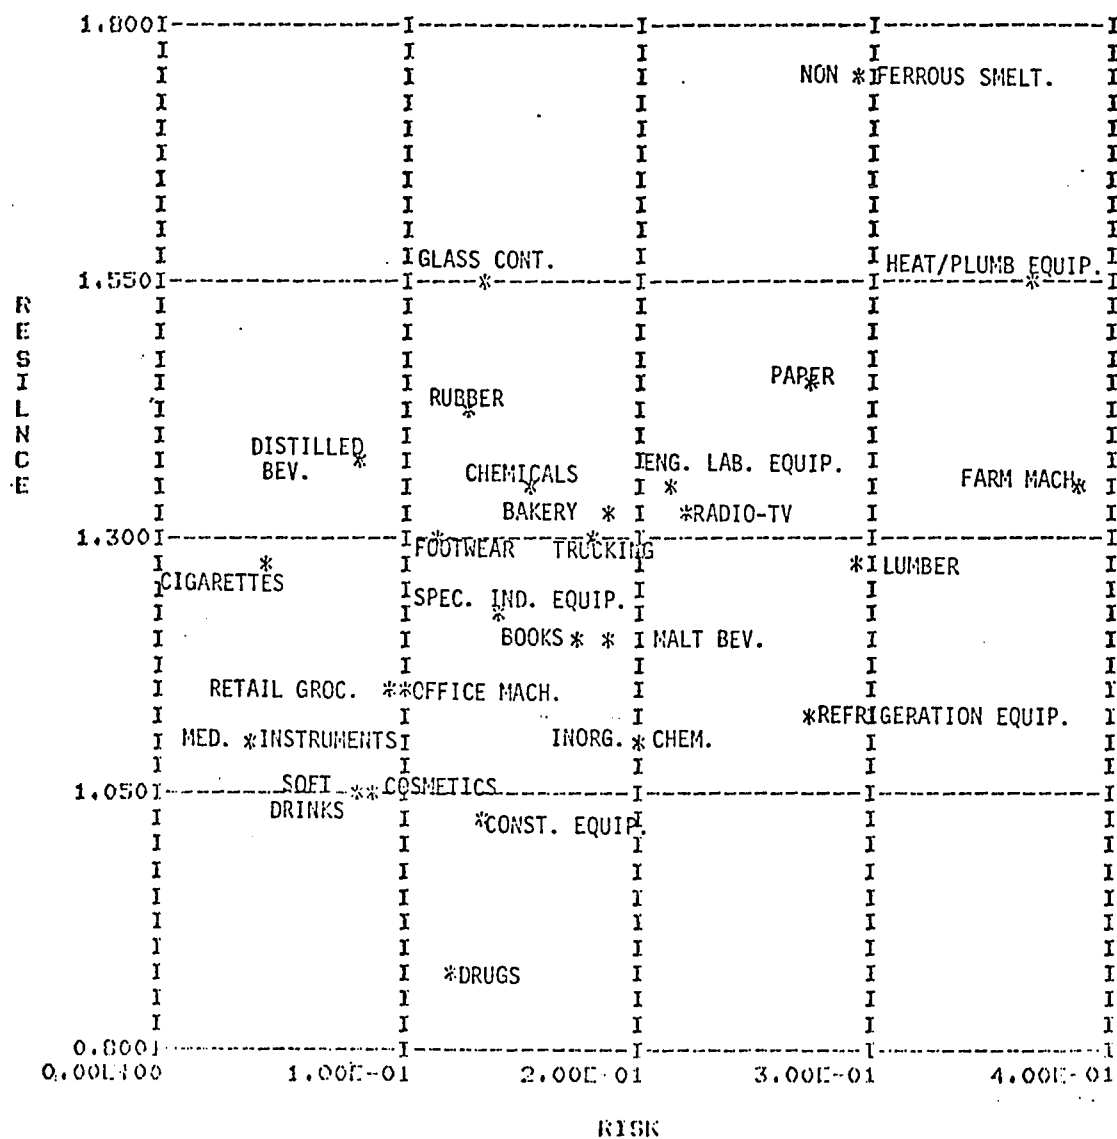 1.800
NON * FERROUS SMELT.
GLASS CONT.
HEAT/PLUMB EQUIP.
1.550
RESILNCE
PAPER
RUBBER
DISTILLED
BEV.
CHEMICALS
ENG. LAB. EQUIP.
FARM MACH.
BAKERY *
*RADIO-TV
1.300
FOOTWEAR TRUCKING
* LUMBER
CIGARETTES
SPEC. IND. EQUIP.
BOOKS * * MALT BEV.
RETAIL GROC. **OFFICE MACH.
*REFRIGERATION EQUIP.
MED. *INSTRUMENTS
INORG. * CHEM.
1.050
SOFT ** COSMETICS
DRINKS
*CONST. EQUIP.
*DRUGS
0.800
0.00E+00 1.00E-01 2.00E-01 3.00E-01 4.00E-01
RISK